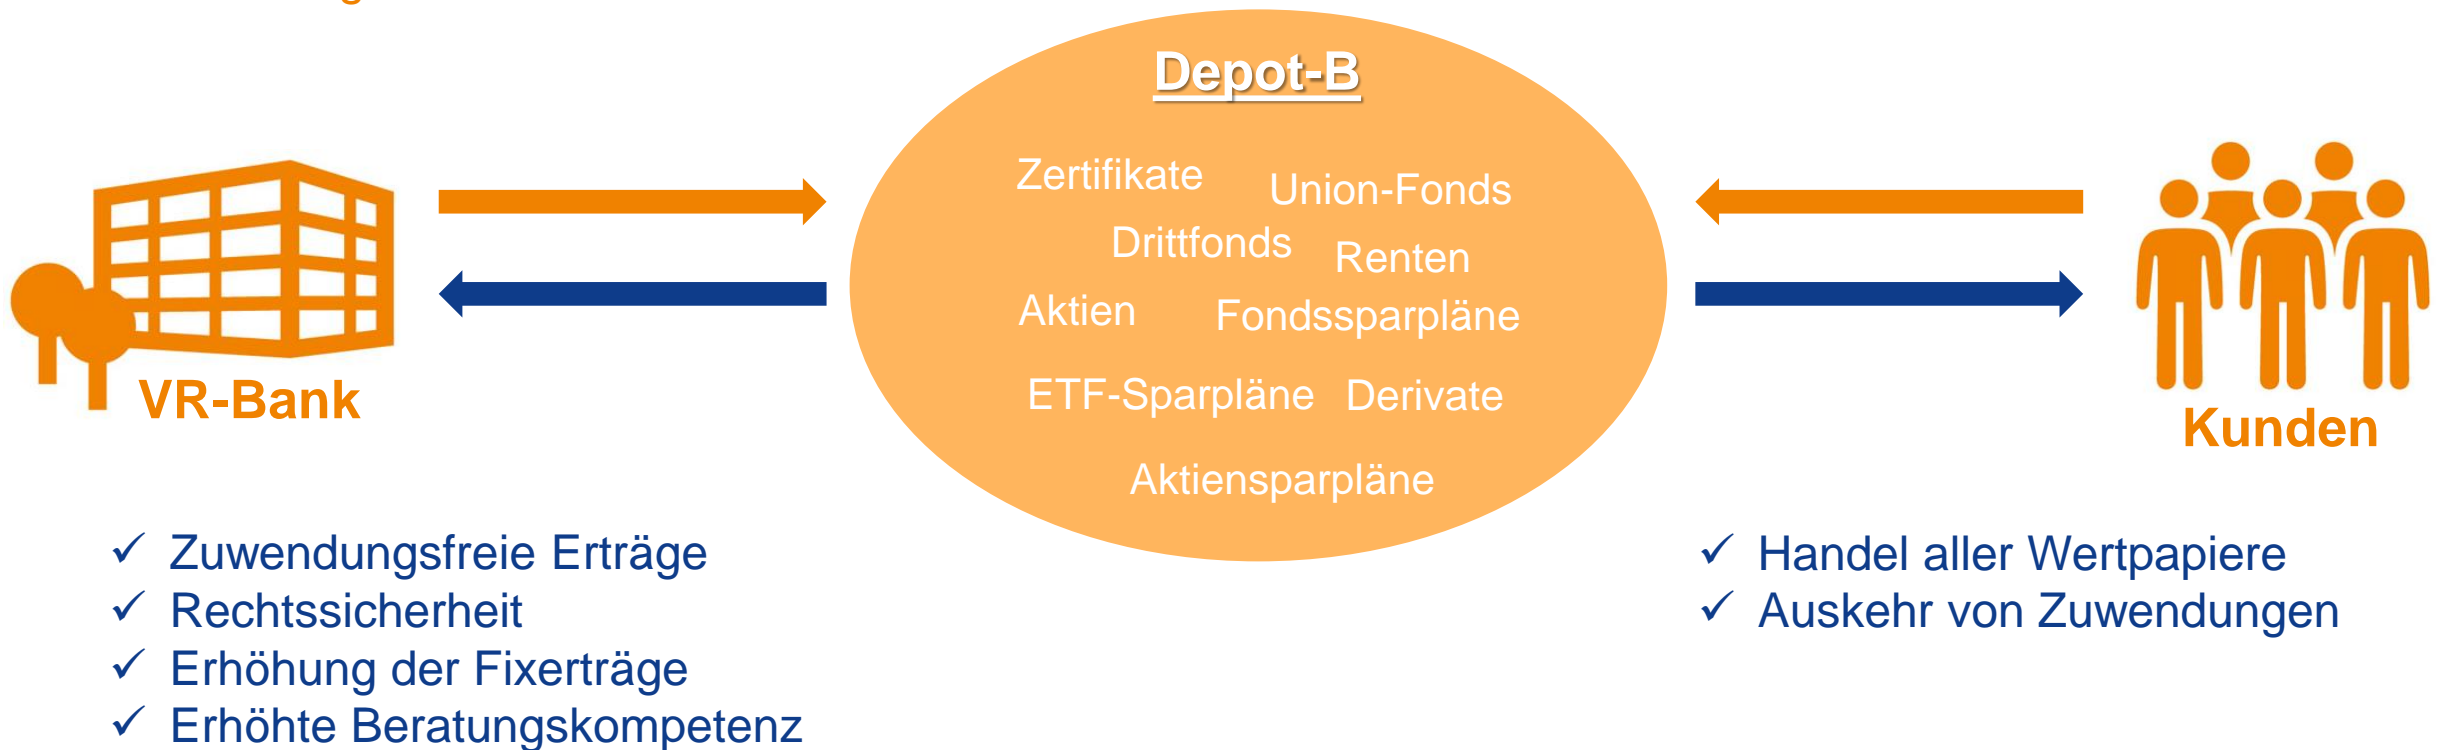 Depot-B
Zertifikate
Union-Fonds
Drittfonds
Renten
Aktien
Fondssparpläne
ETF-Sparpläne
Derivate
Aktiensparpläne
VR-Bank
Kunden
✓ Zuwendungsfreie Erträge
✓ Rechtssicherheit
✓ Erhöhung der Fixerträge
✓ Erhöhte Beratungskompetenz
✓ Handel aller Wertpapiere
✓ Auskehr von Zuwendungen